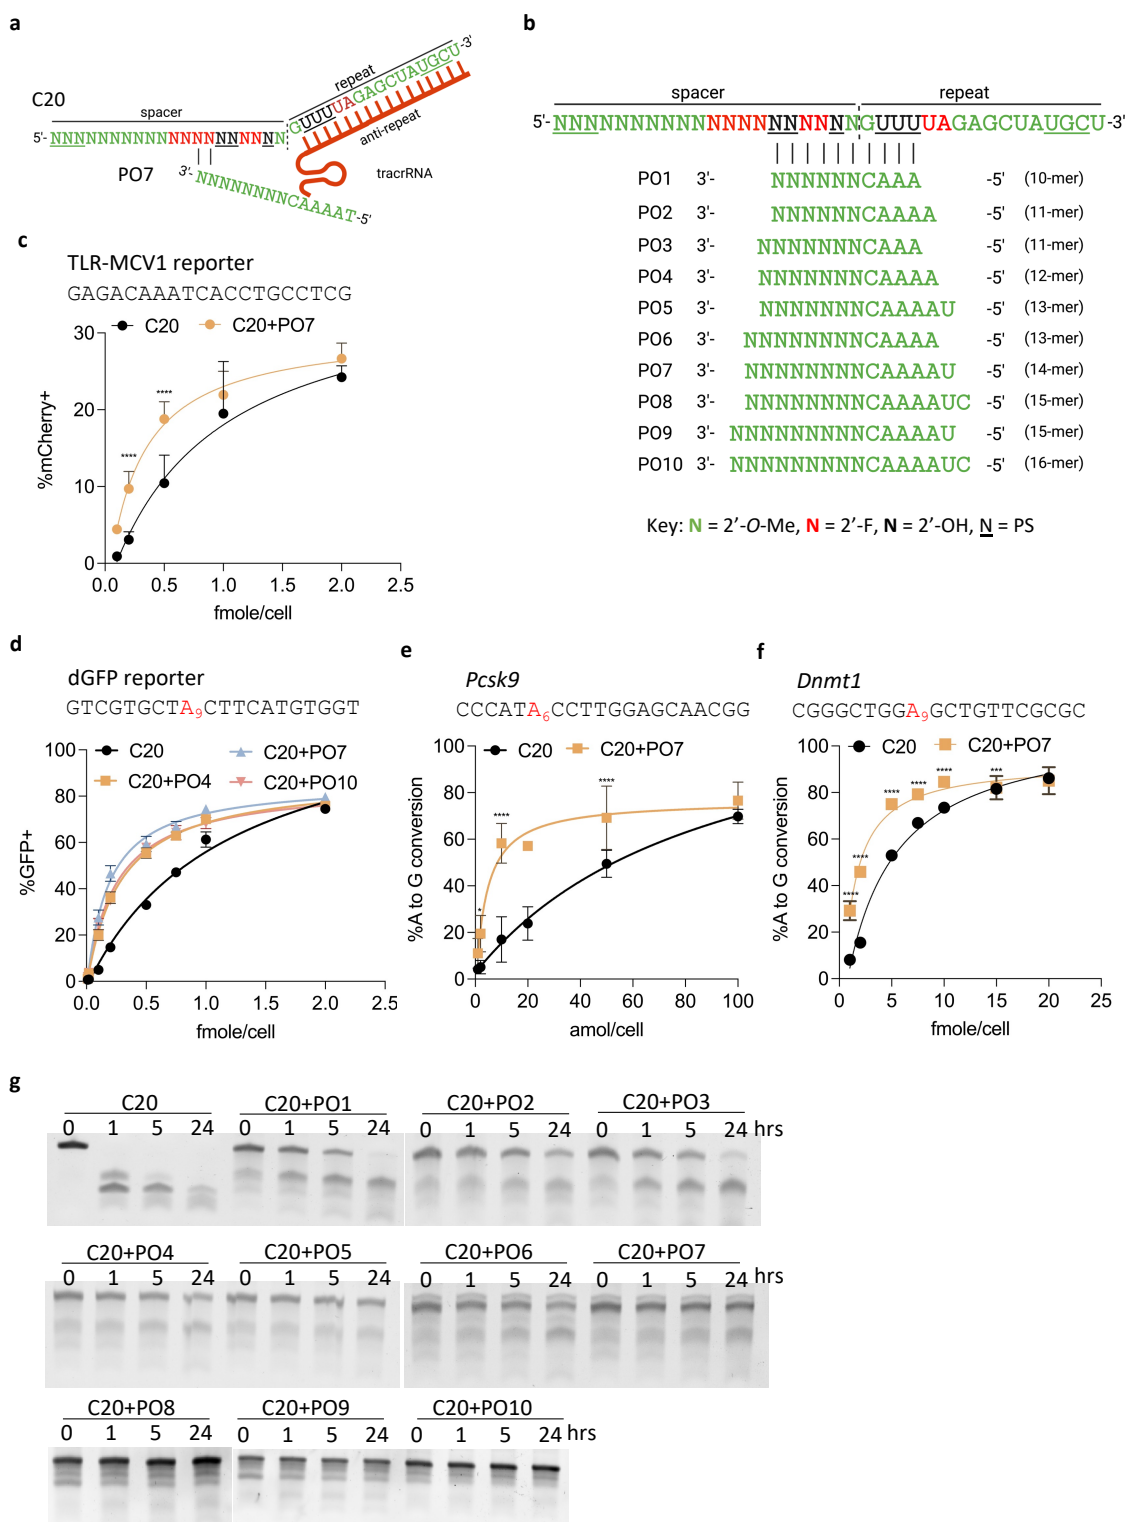 a
C20
spacer
repeat
5'- NNNNNNNNNNNNNNNNNNNN GUUUUAGAGCUAUGCU-3'
anti-repeat
PO7
3'- NNNNNNNNCAAAAT-5'
tracrRNA
b
spacer
repeat
5'- NNNNNNNNNNNNNNNNNNNNGUUUUAGAGCUAUGCU-3'
PO1 3'- NNNNNNCAAA -5' (10-mer)
PO2 3'- NNNNNNCAAAA -5' (11-mer)
PO3 3'- NNNNNNNCAAA -5' (11-mer)
PO4 3'- NNNNNNNCAAAA -5' (12-mer)
PO5 3'- NNNNNNNCAAAAU -5' (13-mer)
PO6 3'- NNNNNNNNCAAAA -5' (13-mer)
PO7 3'- NNNNNNNNCAAAAU -5' (14-mer)
PO8 3'- NNNNNNNNCAAAAUC -5' (15-mer)
PO9 3'- NNNNNNNNNCAAAAU -5' (15-mer)
PO10 3'- NNNNNNNNNCAAAAUC -5' (16-mer)
Key: N = 2'-O-Me, N = 2'-F, N = 2'-OH, N = PS
c
TLR-MCV1 reporter
GAGACAAATCACCTGCCTCG
C20 C20+PO7
%mCherry+
30
20
10
0
**** ****
0.0 0.5 1.0 1.5 2.0 2.5
fmole/cell
d
dGFP reporter
GTCGTGCTA9CTTCATGTGGT
C20 C20+PO7
C20+PO4 C20+PO10
%GFP+
100
80
60
40
20
0
0.0 0.5 1.0 1.5 2.0 2.5
fmole/cell
e
Pcsk9
CCCATA6CCTTGGAGCAACGG
C20 C20+PO7
%A to G conversion
100
80
60
40
20
0
* **** ****
0 20 40 60 80 100
amol/cell
f
Dnmt1
CGGGCTGGA9GCTGTTCGCGC
C20 C20+PO7
%A to G conversion
100
80
60
40
20
0
**** **** **** **** ***
0 5 10 15 20 25
fmole/cell
g
C20 C20+PO1 C20+PO2 C20+PO3
0 1 5 24 0 1 5 24 0 1 5 24 0 1 5 24 hrs
C20+PO4 C20+PO5 C20+PO6 C20+PO7
0 1 5 24 0 1 5 24 0 1 5 24 0 1 5 24 hrs
C20+PO8 C20+PO9 C20+PO10
0 1 5 24 0 1 5 24 0 1 5 24 hrs